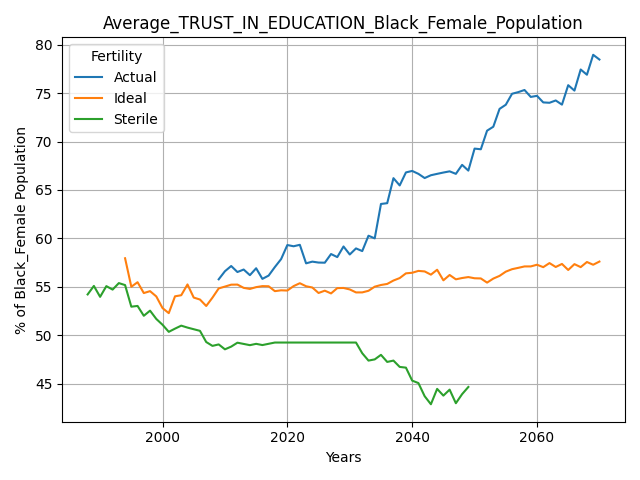 Average_TRUST_IN_EDUCATION_Black_Female_Population
Fertility
Actual
Ideal
Sterile
% of Black_Female Population
80
75
70
65
60
55
50
45
2000
2020
2040
2060
Years